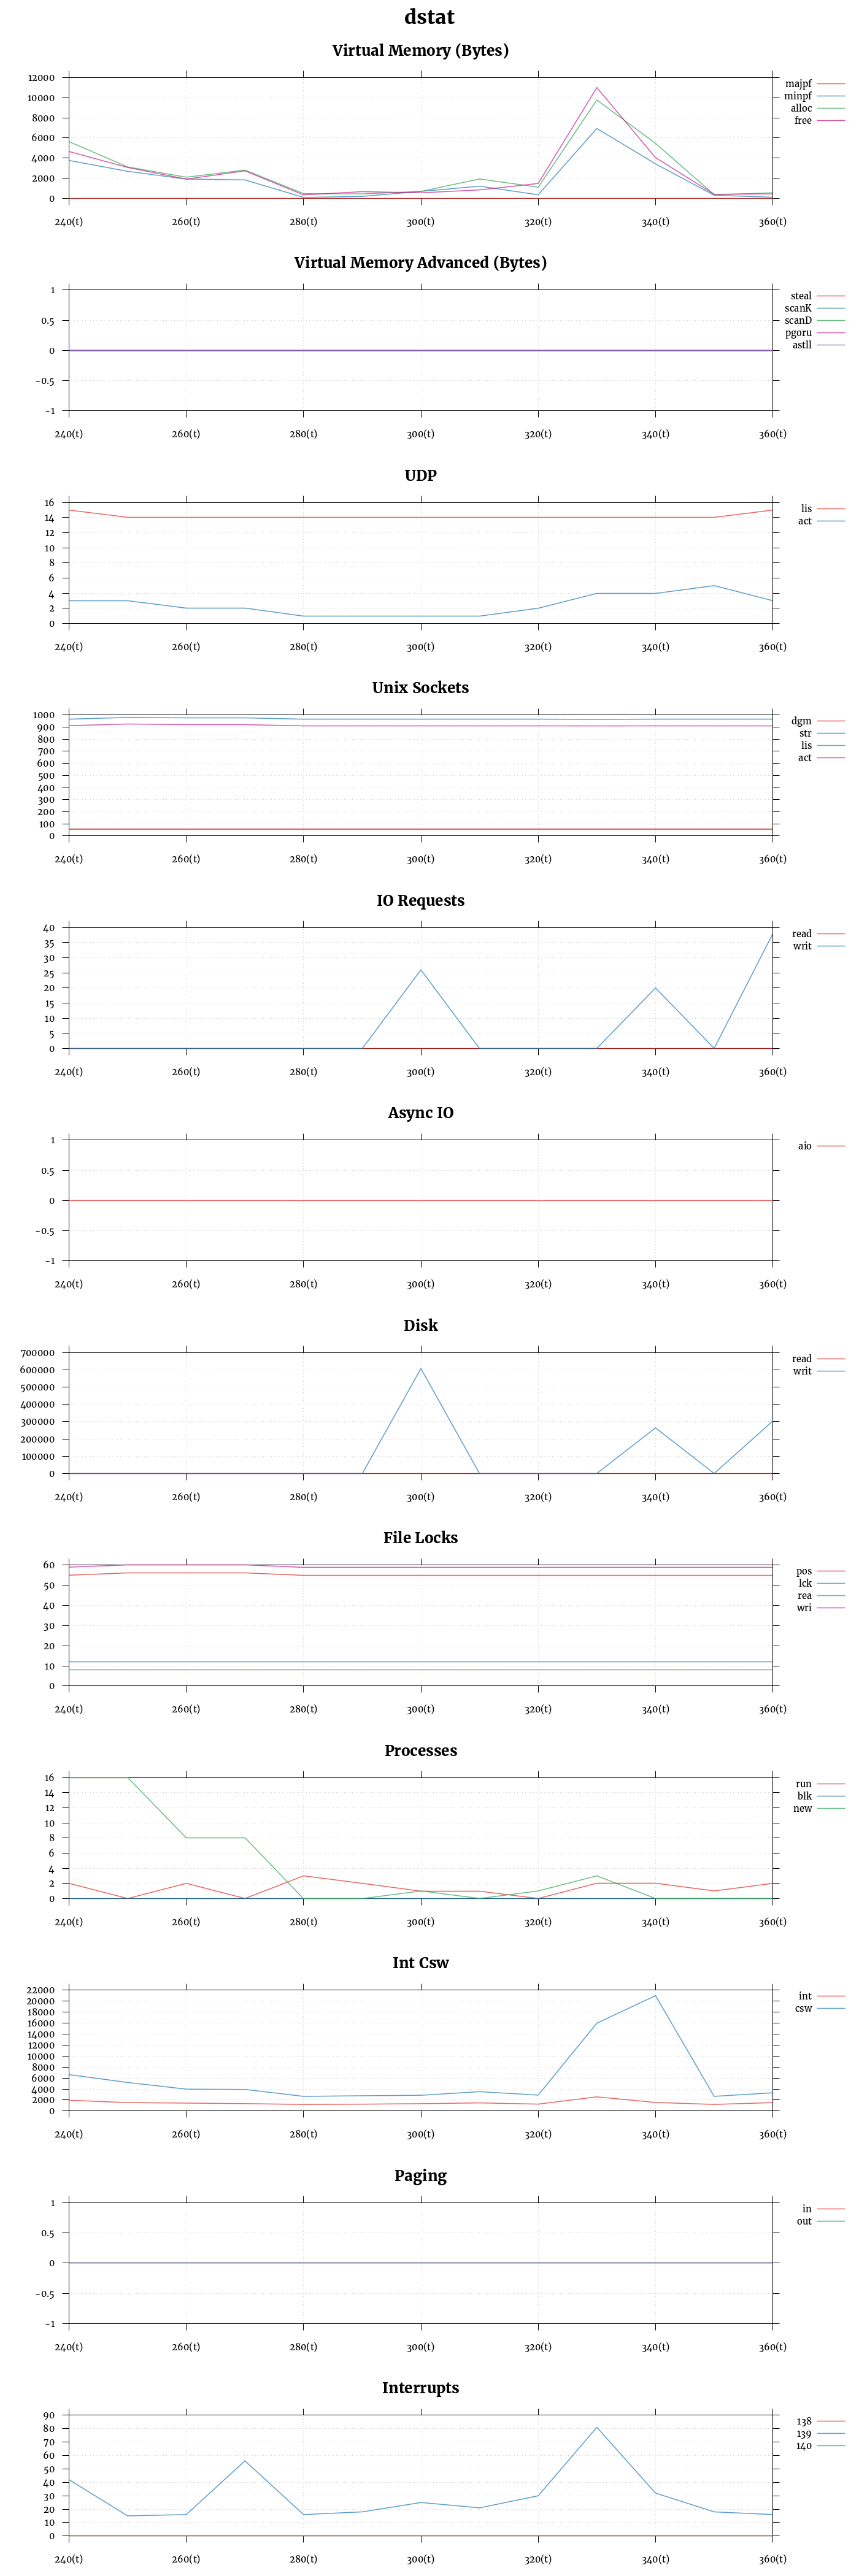 dstat
Virtual Memory (Bytes)
12000
10000
8000
6000
4000
2000
0
240(t) 260(t) 280(t) 300(t) 320(t) 340(t) 360(t)
majpf
minpf
alloc
free
Virtual Memory Advanced (Bytes)
1
0.5
0
-0.5
-1
240(t) 260(t) 280(t) 300(t) 320(t) 340(t) 360(t)
steal
scanK
scanD
pgoru
astll
UDP
16
14
12
10
8
6
4
2
0
240(t) 260(t) 280(t) 300(t) 320(t) 340(t) 360(t)
lis
act
Unix Sockets
1000
900
800
700
600
500
400
300
200
100
0
240(t) 260(t) 280(t) 300(t) 320(t) 340(t) 360(t)
dgm
str
lis
act
IO Requests
40
35
30
25
20
15
10
5
0
240(t) 260(t) 280(t) 300(t) 320(t) 340(t) 360(t)
read
writ
Async IO
1
0.5
0
-0.5
-1
240(t) 260(t) 280(t) 300(t) 320(t) 340(t) 360(t)
aio
Disk
700000
600000
500000
400000
300000
200000
100000
0
240(t) 260(t) 280(t) 300(t) 320(t) 340(t) 360(t)
read
writ
File Locks
60
50
40
30
20
10
0
240(t) 260(t) 280(t) 300(t) 320(t) 340(t) 360(t)
pos
lck
rea
wri
Processes
16
14
12
10
8
6
4
2
0
240(t) 260(t) 280(t) 300(t) 320(t) 340(t) 360(t)
run
blk
new
Int Csw
22000
20000
18000
16000
14000
12000
10000
8000
6000
4000
2000
0
240(t) 260(t) 280(t) 300(t) 320(t) 340(t) 360(t)
int
csw
Paging
1
0.5
0
-0.5
-1
240(t) 260(t) 280(t) 300(t) 320(t) 340(t) 360(t)
in
out
Interrupts
90
80
70
60
50
40
30
20
10
0
240(t) 260(t) 280(t) 300(t) 320(t) 340(t) 360(t)
138
139
140